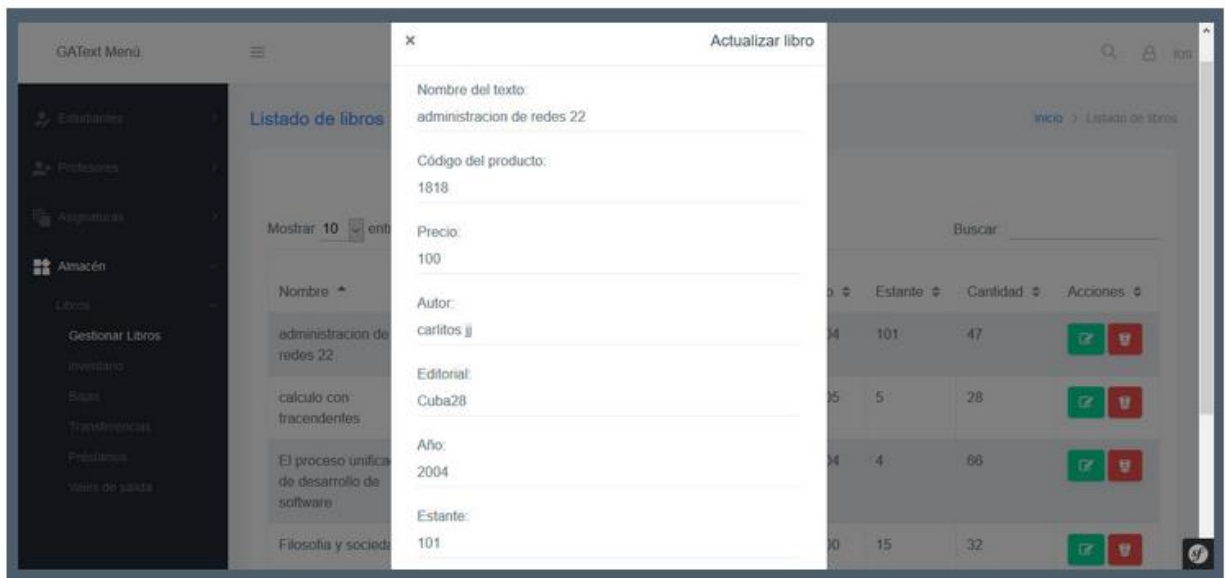 GAText Menú
Estudiantes
Profesores
Asignaturas
Almacén
Libros
Gestionar Libros
Inventario
Bajas
Transferencias
Préstamos
Vales de salida
Listado de libros
Inicio > Listado de libros
Mostrar 10
Buscar:
Nombre
Estante
Cantidad
Acciones
administracion de
redes 22
101
47
calculo con
tracendentes
5
28
El proceso unifica
de desarrollo de
software
4
66
Filosofia y socieda
15
32
×
Actualizar libro
Nombre del texto:
administracion de redes 22
Código del producto:
1818
Precio:
100
Autor:
carlitos jj
Editorial:
Cuba28
Año:
2004
Estante:
101
sf